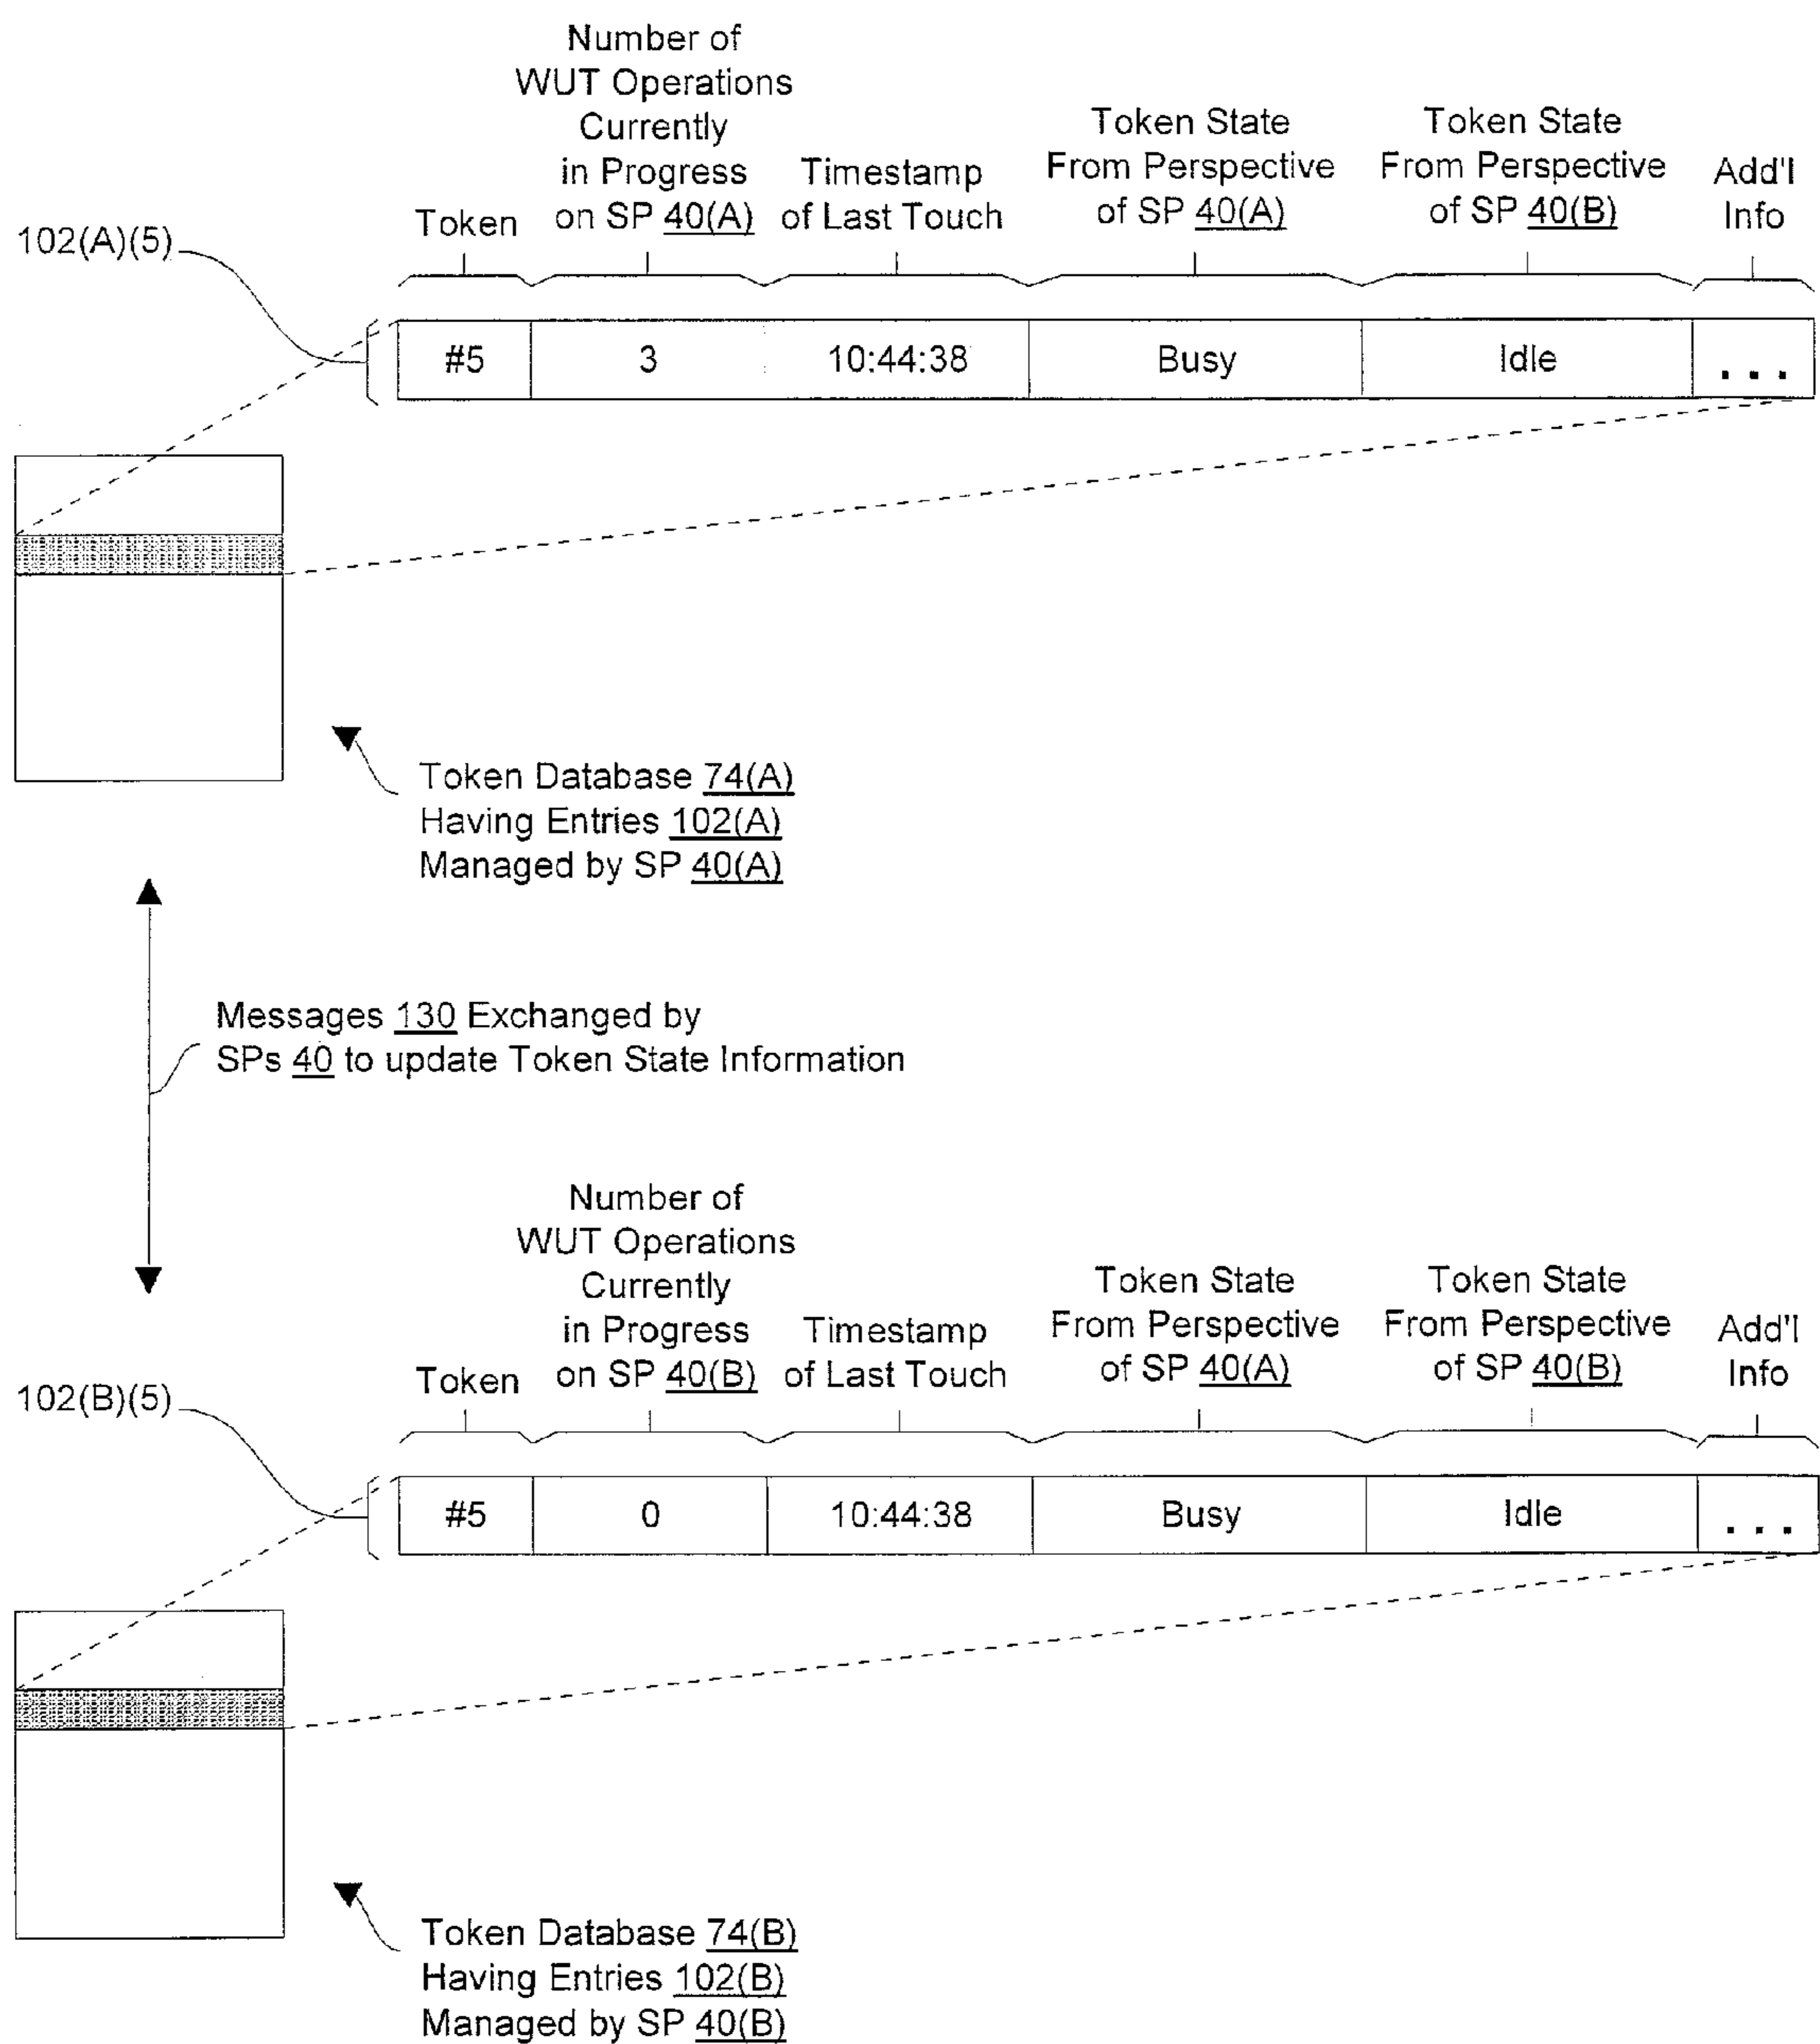 Number of
WUT Operations
Currently
in Progress
on SP 40(A)
Token
Timestamp
of Last Touch
Token State
From Perspective
of SP 40(A)
Token State
From Perspective
of SP 40(B)
Add'l
Info
102(A)(5)
#5 3 10:44:38 Busy Idle ...
Token Database 74(A)
Having Entries 102(A)
Managed by SP 40(A)
Messages 130 Exchanged by
SPs 40 to update Token State Information
Number of
WUT Operations
Currently
in Progress
on SP 40(B)
Token
Timestamp
of Last Touch
Token State
From Perspective
of SP 40(A)
Token State
From Perspective
of SP 40(B)
Add'l
Info
102(B)(5)
#5 0 10:44:38 Busy Idle ...
Token Database 74(B)
Having Entries 102(B)
Managed by SP 40(B)